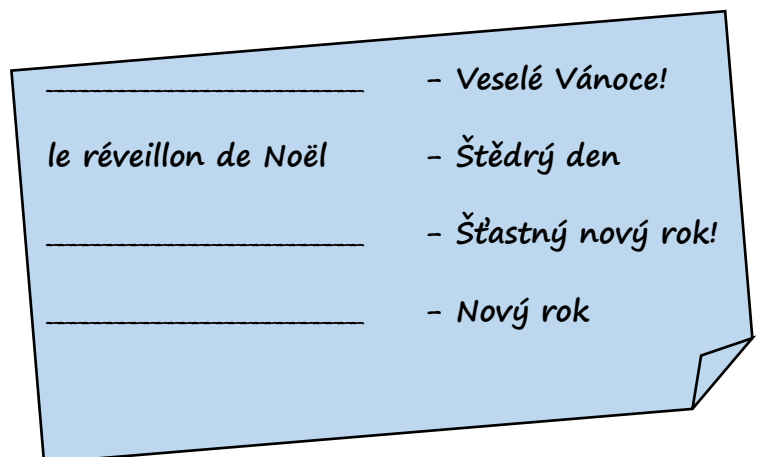 ______________________ - Veselé Vánoce!
le réveillon de Noël - Štědrý den
______________________ - Šťastný nový rok!
______________________ - Nový rok